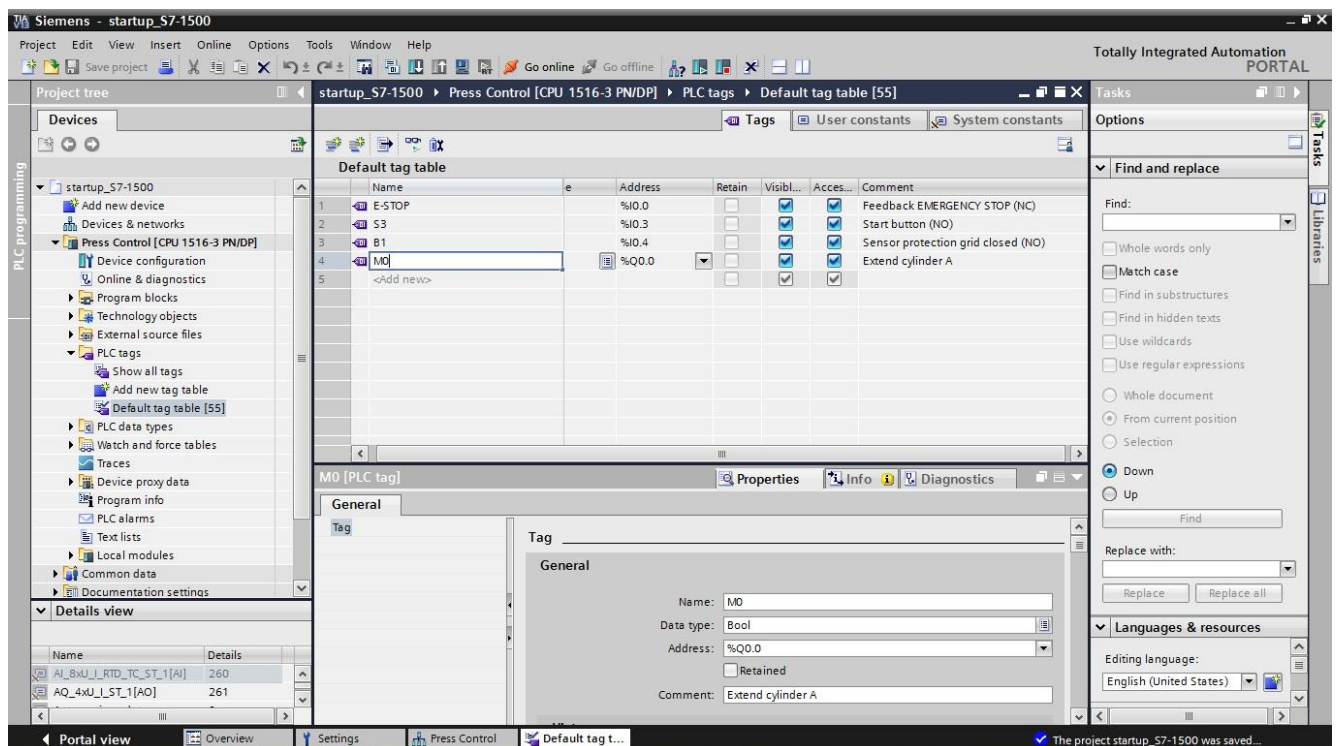 Siemens - startup_S7-1500
Project Edit View Insert Online Options Tools Window Help
Save project Go online Go offline
Totally Integrated Automation
PORTAL
Project tree
startup_S7-1500 Press Control [CPU 1516-3 PN/DP] PLC tags Default tag table [55]
Tasks
Devices
Tags User constants System constants
Options
Default tag table
Name e Address Retain Visibl... Acces... Comment
1 E-STOP %I0.0 Feedback EMERGENCY STOP (NC)
2 S3 %I0.3 Start button (NO)
3 B1 %I0.4 Sensor protection grid closed (NO)
4 M0 %Q0.0 Extend cylinder A
5 <Add new>
PLC programming
startup_S7-1500
Add new device
Devices & networks
Press Control [CPU 1516-3 PN/DP]
Device configuration
Online & diagnostics
Program blocks
Technology objects
External source files
PLC tags
Show all tags
Add new tag table
Default tag table [55]
PLC data types
Watch and force tables
Traces
Device proxy data
Program info
PLC alarms
Text lists
Local modules
Common data
Documentation settings
Details view
Name Details
AI_8xU_I_RTD_TC_ST_1[AI] 260
AQ_4xU_I_ST_1[AO] 261
M0 [PLC tag]
Properties Info Diagnostics
General
Tag
Tag
General
Name: M0
Data type: Bool
Address: %Q0.0
Retained
Comment: Extend cylinder A
Find and replace
Find:
Whole words only
Match case
Find in substructures
Find in hidden texts
Use wildcards
Use regular expressions
Whole document
From current position
Selection
Down
Up
Find
Replace with:
Replace Replace all
Languages & resources
Editing language:
English (United States)
Tasks
Libraries
Portal view Overview Settings Press Control Default tag t...
The project startup_S7-1500 was saved...